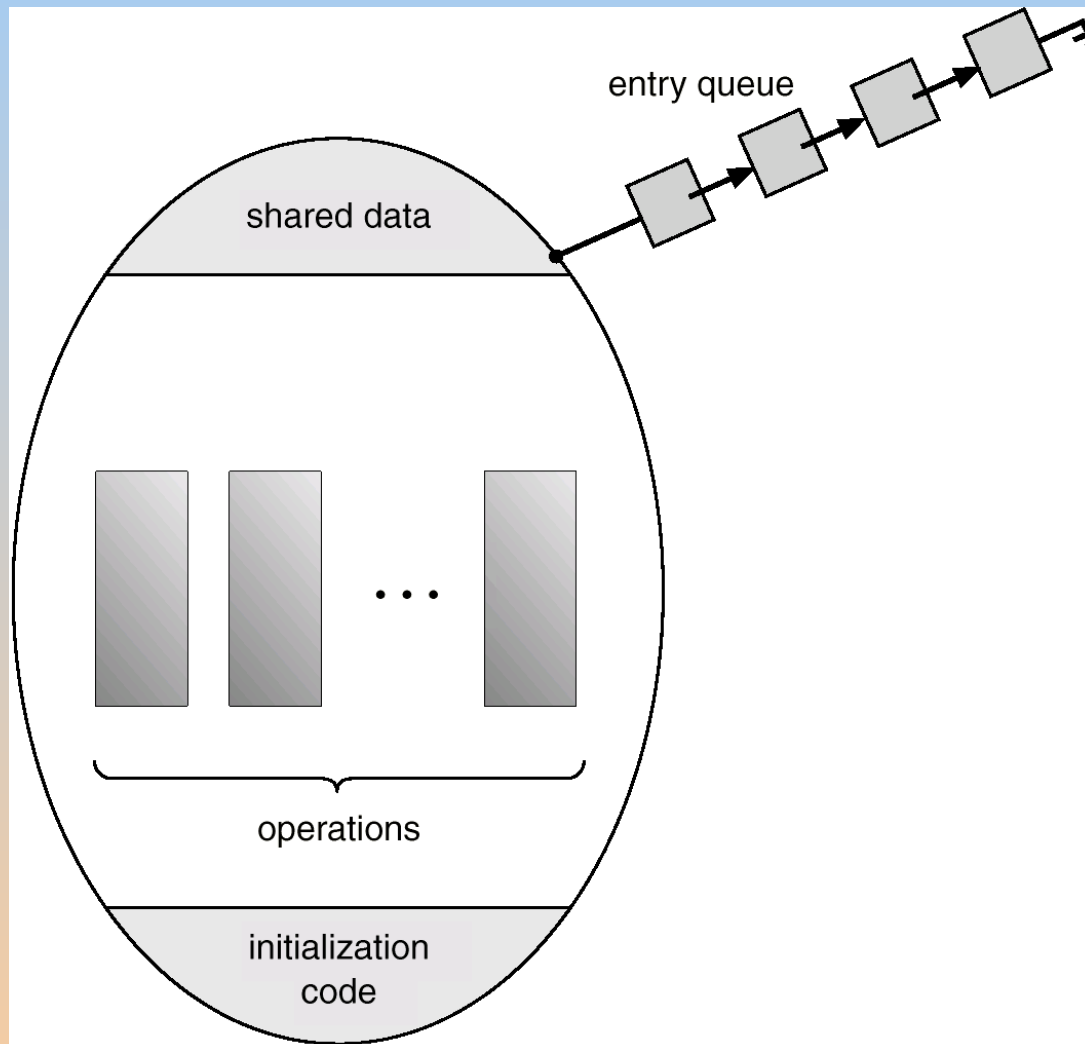 entry queue
shared data
operations
initialization
code